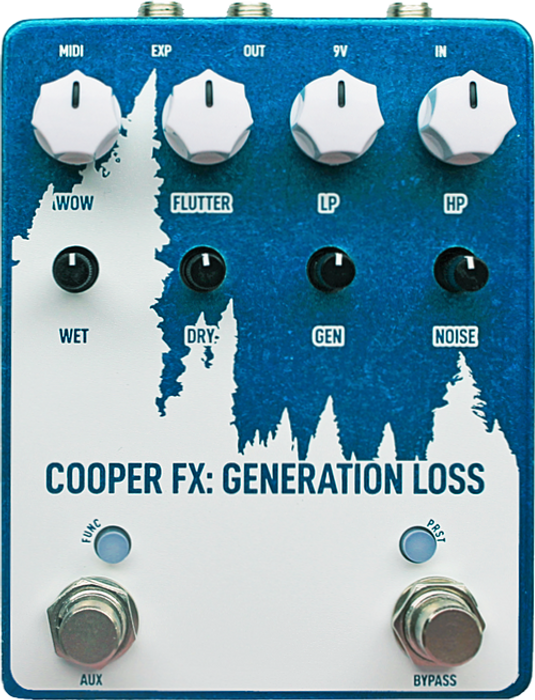 MIDI EXP OUT 9V IN
WOW FLUTTER LP HP
WET DRY GEN NOISE
COOPER FX: GENERATION LOSS
FUNC PRST
AUX BYPASS